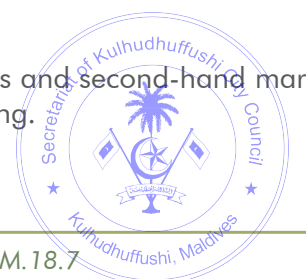 s and second-hand mar
ng.
Secretariat of Kulhudhuffushi City Council
Kulhudhuffushi, Maldives
M.18.7